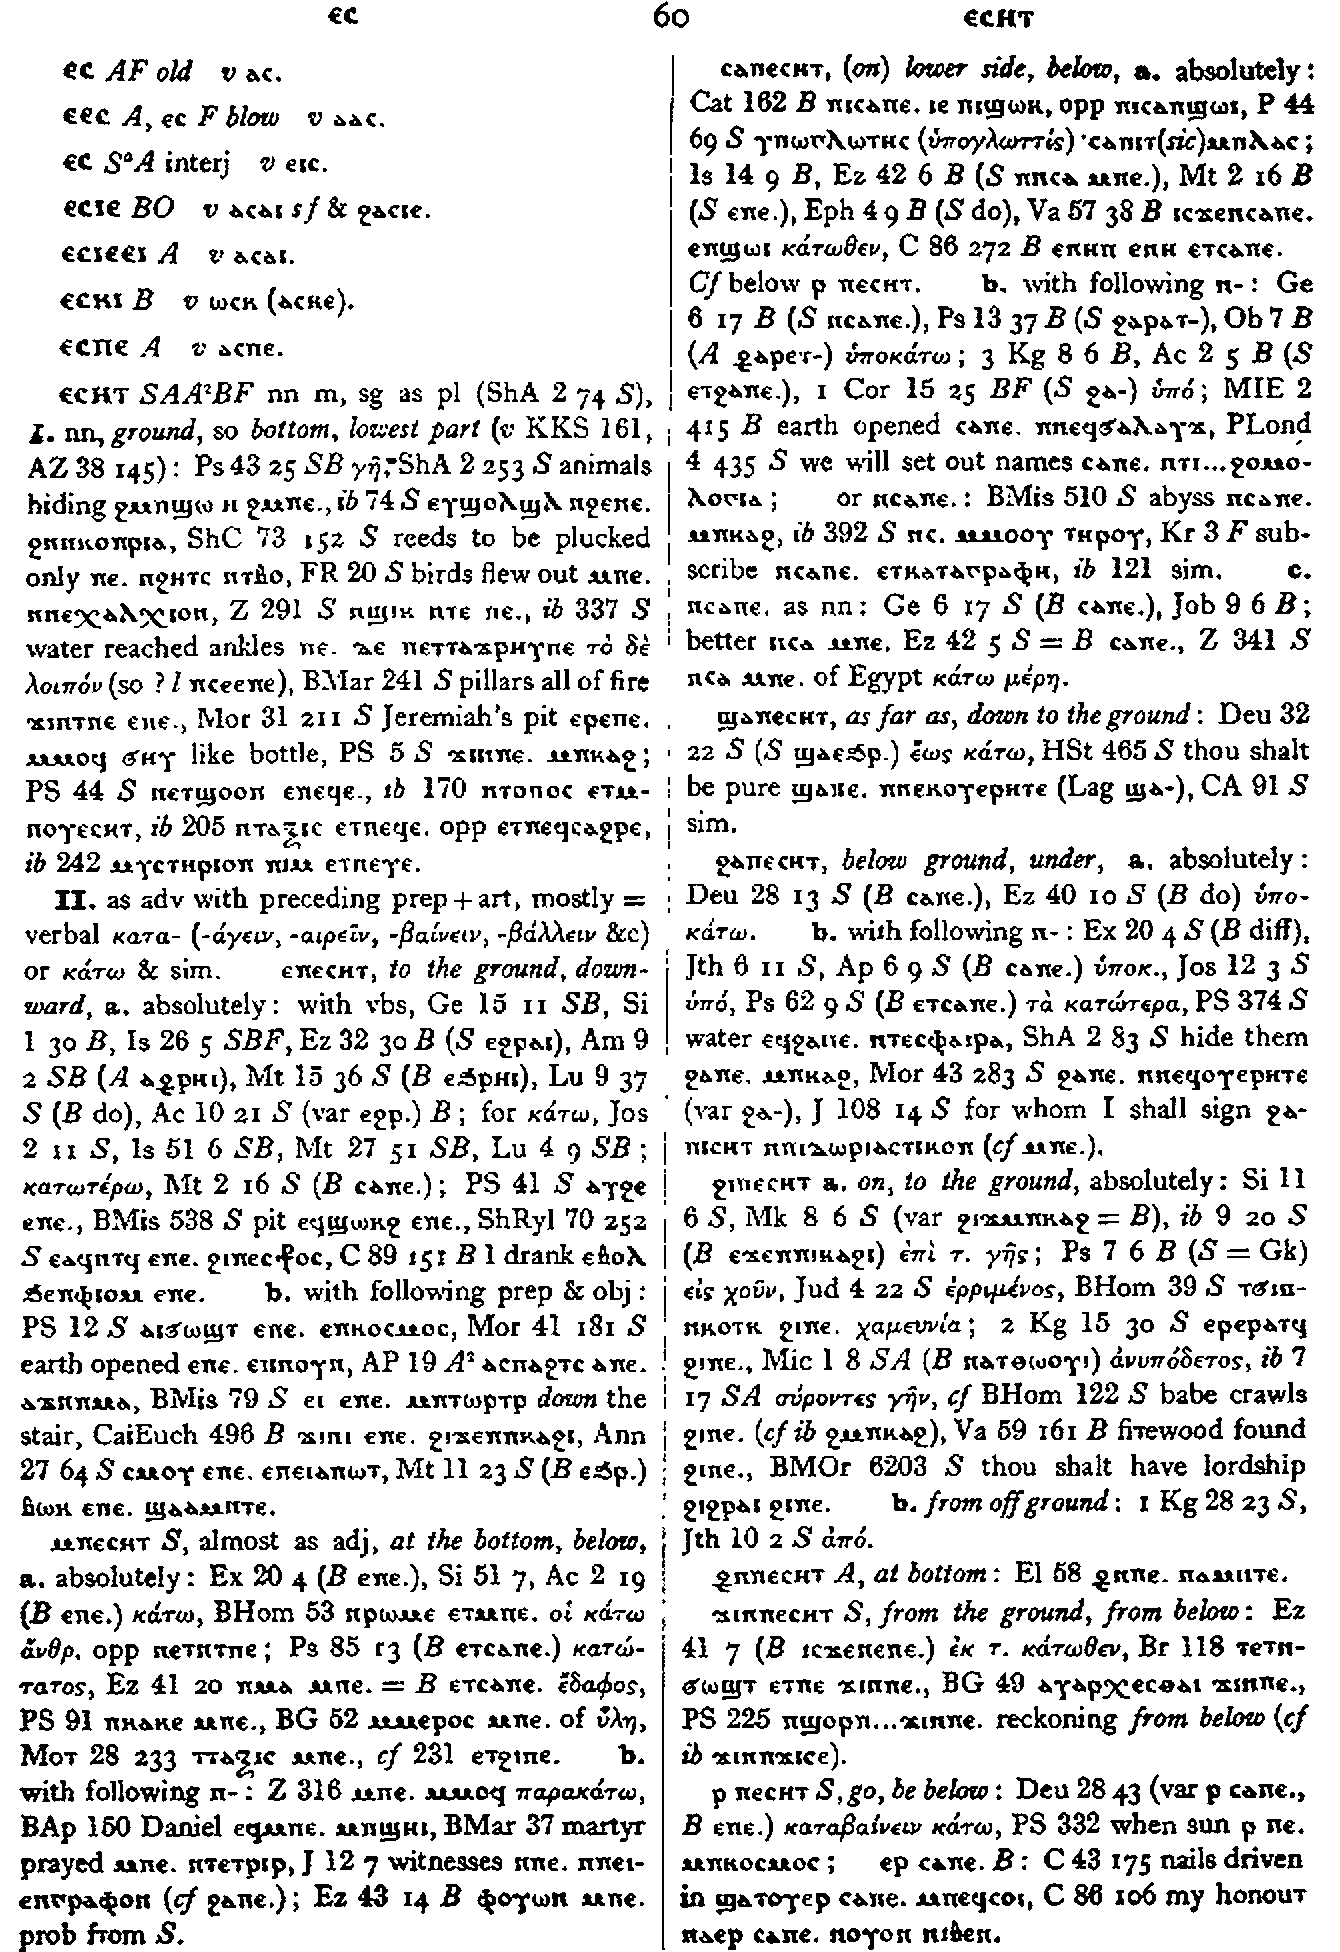 ⲉⲥ 60 ⲉⲥⲏⲧ
ⲉⲥ AF old v ⲁⲥ.
ⲉⲉⲥ A, ⲉⲥ F blow v ⲁⲁⲥ.
ⲉⲥ SᵃA interj v ⲉⲓⲥ.
ⲉⲥⲓⲉ BO v ⲁⲥⲁⲓ sf & ϩⲁⲥⲓⲉ.
ⲉⲥⲓⲉⲉⲓ A v ⲁⲥⲁⲓ.
ⲉⲥⲕⲓ B v ⲱⲥⲕ (ⲁⲥⲕⲉ).
ⲉⲥⲡⲉ A v ⲁⲥⲡⲉ.
ⲉⲥⲏⲧ SAA²BF nn m, sg as pl (ShA 2 74 S),
I. nn, ground, so bottom, lowest part (v KKS 161,
AZ 38 145): Ps 43 25 SB γῆ; ShA 2 253 S animals
hiding ϩⲙⲡϣⲱ ⲏ ϩⲙⲡⲉ., ib 74 S ⲉⲩϣⲟⲗϣⲗ ⲛϩⲉⲛⲉ.
ϩⲛⲛⲕⲟⲡⲣⲓⲁ, ShC 73 152 S reeds to be plucked
only ⲡⲉ. ⲛϩⲏⲧⲥ ⲛⲧⲃⲟ, FR 20 S birds flew out ⲙⲡⲉ.
ⲛⲛⲉⲭⲁⲗⲭⲓⲟⲛ, Z 291 S ⲛϣⲓⲕ ⲛⲧⲉ ⲡⲉ., ib 337 S
water reached ankles ⲡⲉ. ϫⲉ ⲡⲉⲧⲧⲁϫⲣⲏⲩⲡⲉ τὸ δὲ
λοιπόν (so ? l ⲡⲥⲉⲉⲡⲉ), BMar 241 S pillars all of fire
ϫⲓⲛⲧⲡⲉ ⲉⲡⲉ., Mor 31 211 S Jeremiah's pit ⲉⲣⲉⲡⲉ.
ⲙⲙⲟϥ ϭⲏⲩ like bottle, PS 5 S ϫⲓⲙⲡⲉ. ⲙⲡⲕⲁϩ;
PS 44 S ⲡⲉⲧϣⲟⲟⲡ ⲉⲡⲉϥⲉ., ib 170 ⲛⲧⲟⲡⲟⲥ ⲉⲧⲙ-
ⲡⲟⲩⲉⲥⲏⲧ, ib 205 ⲛⲧⲁⲝⲓⲥ ⲉⲧⲡⲉϥⲉ. opp ⲉⲧⲡⲉϥⲥⲁϩⲣⲉ,
ib 242 ⲙⲩⲥⲧⲏⲣⲓⲟⲛ ⲛⲓⲙ ⲉⲧⲡⲉⲩⲉ.
II. as adv with preceding prep + art, mostly =
verbal κατα- (-άγειν, -αιρεῖν, -βαίνειν, -βάλλειν &c)
or κάτω & sim. ⲉⲡⲉⲥⲏⲧ, to the ground, down-
ward, a. absolutely: with vbs, Ge 15 11 SB, Si
1 30 B, Is 26 5 SBF, Ez 32 30 B (S ⲉϩⲣⲁⲓ), Am 9
2 SB (A ⲁϩⲣⲏⲓ), Mt 15 36 S (B ⲉϧⲣⲏⲓ), Lu 9 37
S (B do), Ac 10 21 S (var ⲉϩⲣ.) B; for κάτω, Jos
2 11 S, Is 51 6 SB, Mt 27 51 SB, Lu 4 9 SB;
κατωτέρω, Mt 2 16 S (B ⲥⲁⲡⲉ.); PS 41 S ⲁⲩϩⲉ
ⲉⲡⲉ., BMis 538 S pit ⲉϥϣⲱⲕϩ ⲉⲡⲉ., ShRyl 70 252
S ⲉⲁϥⲛⲧϥ ⲉⲡⲉ. ϩⲓⲡⲉⲥⲣⲟⲥ, C 89 151 B I drank ⲉⲃⲟⲗ
ϧⲉⲛⲫⲓⲟⲙ ⲉⲡⲉ. b. with following prep & obj:
PS 12 S ⲁⲓϭⲱϣⲧ ⲉⲡⲉ. ⲉⲡⲕⲟⲥⲙⲟⲥ, Mor 41 181 S
earth opened ⲉⲡⲉ. ⲉⲡⲛⲟⲩⲛ, AP 19 A² ⲁⲥⲡⲁϩⲧⲥ ⲁⲡⲉ.
ⲁϫⲛⲡⲙⲁ, BMis 79 S ⲉⲓ ⲉⲡⲉ. ⲙⲡⲧⲱⲣⲧⲣ down the
stair, CaiEuch 496 B ϫⲓⲛⲓ ⲉⲡⲉ. ϩⲓϫⲉⲛⲡⲕⲁϩⲓ, Ann
27 64 S ⲥⲙⲟⲩ ⲉⲡⲉ. ⲉⲡⲉⲓⲁⲡⲱⲧ, Mt 11 23 S (B ⲉϧⲣ.)
ⲃⲱⲕ ⲉⲡⲉ. ϣⲁⲁⲙⲛⲧⲉ.
ⲙⲡⲉⲥⲏⲧ S, almost as adj, at the bottom, below,
a. absolutely: Ex 20 4 (B ⲉⲡⲉ.), Si 51 7, Ac 2 19
(B ⲉⲡⲉ.) κάτω, BHom 53 ⲛⲣⲱⲙⲉ ⲉⲧⲙⲡⲉ. οἱ κάτω
ἄνθρ. opp ⲛⲉⲧⲛⲧⲡⲉ; Ps 85 13 (B ⲉⲧⲥⲁⲡⲉ.) κατώ-
τατος, Ez 41 20 ⲡⲙⲁ ⲙⲡⲉ. = B ⲉⲧⲥⲁⲡⲉ. ἔδαφος,
PS 91 ⲡⲕⲁⲕⲉ ⲙⲡⲉ., BG 52 ⲙⲙⲉⲣⲟⲥ ⲙⲡⲉ. of ὕλη,
Mor 28 233 ⲧⲧⲁⲝⲓⲥ ⲙⲡⲉ., cf 231 ⲉⲧϩⲓⲡⲉ. b.
with following ⲛ-: Z 316 ⲙⲡⲉ. ⲙⲙⲟϥ παρακάτω,
BAp 150 Daniel ⲉϥⲙⲡⲉ. ⲙⲡϣⲏⲓ, BMar 37 martyr
prayed ⲙⲡⲉ. ⲛⲧⲉⲧⲣⲓⲣ, J 12 7 witnesses ⲛⲡⲉ. ⲛⲡⲉⲓ-
ⲉⲛⲅⲣⲁⲫⲟⲛ (cf ϩⲁⲡⲉ.); Ez 43 14 B ⲫⲟⲩⲱⲛ ⲙⲡⲉ.
prob from S.
ⲥⲁⲡⲉⲥⲏⲧ, (on) lower side, below, a. absolutely:
Cat 162 B ⲡⲓⲥⲁⲡⲉ. ⲓⲉ ⲡⲓϣⲱⲕ, opp ⲡⲓⲥⲁⲡϣⲱⲓ, P 44
69 S ⲩⲡⲱⲅⲗⲱⲧⲏⲥ (ὑπογλωττίς) ⲥⲁⲡⲓⲧ(sic)ⲙⲡⲗⲁⲥ;
Is 14 9 B, Ez 42 6 B (S ⲛⲡⲥⲁ ⲙⲡⲉ.), Mt 2 16 B
(S ⲉⲡⲉ.), Eph 4 9 B (S do), Va 57 38 B ⲓⲥϫⲉⲛⲥⲁⲡⲉ.
ⲉⲡϣⲱⲓ κάτωθεν, C 86 272 B ⲉⲛⲏⲡ ⲉⲛⲏ ⲉⲧⲥⲁⲡⲉ.
Cf below ⲣ ⲡⲉⲥⲏⲧ. b. with following ⲛ-: Ge
6 17 B (S ⲛⲥⲁⲡⲉ.), Ps 13 37 B (S ϩⲁⲣⲁⲧ-), Ob 7 B
(A ϩⲁⲣⲉⲧ-) ὑποκάτω; 3 Kg 8 6 B, Ac 2 5 B (S
ⲉⲧϩⲁⲡⲉ.), 1 Cor 15 25 BF (S ϩⲁ-) ὑπό; MIE 2
415 B earth opened ⲥⲁⲡⲉ. ⲛⲛⲉϥϭⲁⲗⲁⲩϫ, PLond
4 435 S we will set out names ⲥⲁⲡⲉ. ⲛⲧⲓ...ϩⲟⲙⲟ-
ⲗⲟⲅⲓⲁ; or ⲛⲥⲁⲡⲉ.: BMis 510 S abyss ⲛⲥⲁⲡⲉ.
ⲙⲡⲕⲁϩ, ib 392 S ⲛⲥ. ⲙⲙⲟⲟⲩ ⲧⲏⲣⲟⲩ, Kr 3 F sub-
scribe ⲛⲥⲁⲡⲉ. ⲉⲧⲕⲁⲧⲁⲅⲣⲁⲫⲏ, ib 121 sim. c.
ⲛⲥⲁⲡⲉ. as nn: Ge 6 17 S (B ⲥⲁⲡⲉ.), Job 9 6 B;
better ⲡⲥⲁ ⲙⲡⲉ. Ez 42 5 S = B ⲥⲁⲡⲉ., Z 341 S
ⲡⲥⲁ ⲙⲡⲉ. of Egypt κάτω μέρη.
ϣⲁⲡⲉⲥⲏⲧ, as far as, down to the ground: Deu 32
22 S (S ϣⲁⲉϧⲣ.) ἕως κάτω, HSt 465 S thou shalt
be pure ϣⲁⲡⲉ. ⲛⲛⲉⲕⲟⲩⲉⲣⲏⲧⲉ (Lag ϣⲁ-), CA 91 S
sim.
ϩⲁⲡⲉⲥⲏⲧ, below ground, under, a. absolutely:
Deu 28 13 S (B ⲥⲁⲡⲉ.), Ez 40 10 S (B do) ὑπο-
κάτω. b. with following ⲛ-: Ex 20 4 S (B diff),
Jth 6 11 S, Ap 6 9 S (B ⲥⲁⲡⲉ.) ὑποκ., Jos 12 3 S
ὑπό, Ps 62 9 S (B ⲉⲧⲥⲁⲡⲉ.) τὰ κατώτερα, PS 374 S
water ⲉϥϩⲁⲡⲉ. ⲛⲧⲉⲥⲫⲁⲓⲣⲁ, ShA 2 83 S hide them
ϩⲁⲡⲉ. ⲙⲡⲕⲁϩ, Mor 43 283 S ϩⲁⲡⲉ. ⲛⲛⲉϥⲟⲩⲉⲣⲏⲧⲉ
(var ϩⲁ-), J 108 14 S for whom I shall sign ϩⲁ-
ⲡⲓⲥⲏⲧ ⲛⲡⲓϫⲱⲣⲓⲁⲥⲧⲓⲕⲟⲛ (cf ⲙⲡⲉ.).
ϩⲓⲡⲉⲥⲏⲧ a. on, to the ground, absolutely: Si 11
6 S, Mk 8 6 S (var ϩⲓϫⲙⲡⲕⲁϩ = B), ib 9 20 S
(B ⲉϫⲉⲛⲡⲓⲕⲁϩⲓ) ἐπὶ τ. γῆς; Ps 7 6 B (S = Gk)
εἰς χοῦν, Jud 4 22 S ἐρριμένος, BHom 39 S ⲧϭⲓⲛ-
ⲛⲕⲟⲧⲕ ϩⲓⲡⲉ. χαμευνία; 2 Kg 15 30 S ⲉⲣⲉⲣⲁⲧϥ
ϩⲓⲡⲉ., Mic 1 8 SA (B ⲡⲁⲧⲑⲱⲟⲩⲓ) ἀνυπόδετος, ib 7
17 SA σύροντες γῆν, cf BHom 122 S babe crawls
ϩⲓⲡⲉ. (cf ib ϩⲙⲡⲕⲁϩ), Va 59 161 B firewood found
ϩⲓⲡⲉ., BMOr 6203 S thou shalt have lordship
ϩⲓϩⲣⲁⲓ ϩⲓⲡⲉ. b. from off ground: 1 Kg 28 23 S,
Jth 10 2 S ἀπό.
ϩⲛⲡⲉⲥⲏⲧ A, at bottom: El 58 ϩⲛⲡⲉ. ⲛⲁⲙⲛⲧⲉ.
ϫⲓⲛⲡⲉⲥⲏⲧ S, from the ground, from below: Ez
41 7 (B ⲓⲥϫⲉⲛⲉⲡⲉ.) ἐκ τ. κάτωθεν, Br 118 ⲧⲉⲧⲛ-
ϭⲱϣⲧ ⲉⲧⲡⲉ ϫⲓⲛⲡⲉ., BG 49 ⲁⲩⲁⲣⲭⲉⲥⲑⲁⲓ ϫⲓⲛⲡⲉ.,
PS 225 ⲡϣⲟⲣⲡ...ϫⲓⲛⲡⲉ. reckoning from below (cf
ib ϫⲓⲛⲡϫⲓⲥⲉ).
ⲣ ⲡⲉⲥⲏⲧ S, go, be below: Deu 28 43 (var ⲣ ⲥⲁⲡⲉ.,
B ⲉⲡⲉ.) καταβαίνειν κάτω, PS 332 when sun ⲣ ⲡⲉ.
ⲙⲡⲕⲟⲥⲙⲟⲥ; ⲉⲣ ⲥⲁⲡⲉ. B: C 43 175 nails driven
in ϣⲁⲧⲟⲩⲉⲣ ⲥⲁⲡⲉ. ⲙⲡⲉϥⲥⲟⲓ, C 86 106 my honour
ⲛⲁⲉⲣ ⲥⲁⲡⲉ. ⲛⲟⲩⲟⲛ ⲛⲓⲃⲉⲛ.